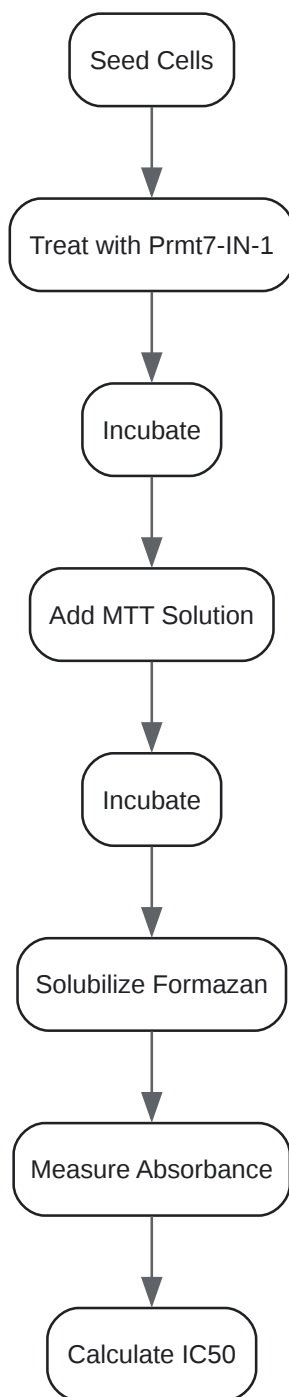 Seed Cells
Treat with Prmt7-IN-1
Incubate
Add MTT Solution
Incubate
Solubilize Formazan
Measure Absorbance
Calculate IC50